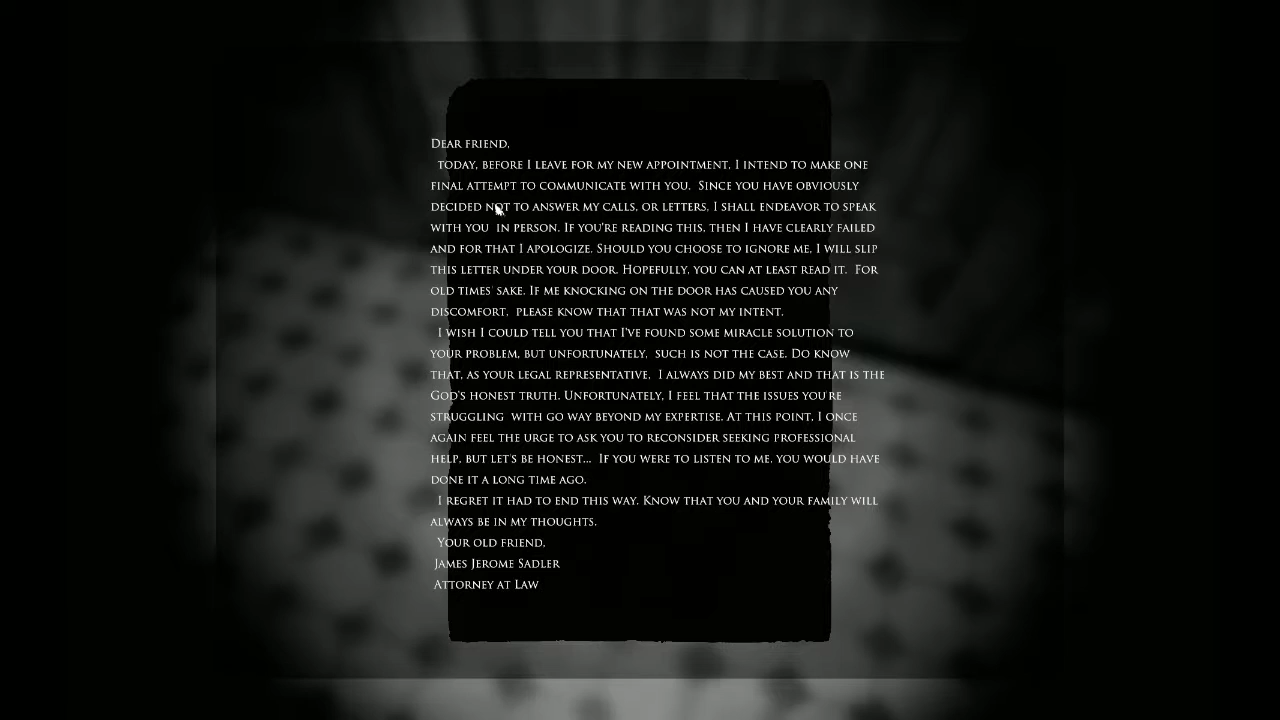 Dear friend,
today, before I leave for my new appointment, I intend to make one
final attempt to communicate with you. Since you have obviously
decided not to answer my calls, or letters, I shall endeavor to speak
with you in person. If you're reading this, then I have clearly failed
and for that I apologize. Should you choose to ignore me, I will slip
this letter under your door. Hopefully, you can at least read it. For
old times' sake. If me knocking on the door has caused you any
discomfort, please know that that was not my intent.
I wish I could tell you that I've found some miracle solution to
your problem, but unfortunately, such is not the case. Do know
that, as your legal representative, I always did my best and that is the
God's honest truth. Unfortunately, I feel that the issues you're
struggling with go way beyond my expertise. At this point, I once
again feel the urge to ask you to reconsider seeking professional
help, but let's be honest... If you were to listen to me, you would have
done it a long time ago.
I regret it had to end this way. Know that you and your family will
always be in my thoughts.
Your old friend,
James Jerome Sadler
Attorney at Law